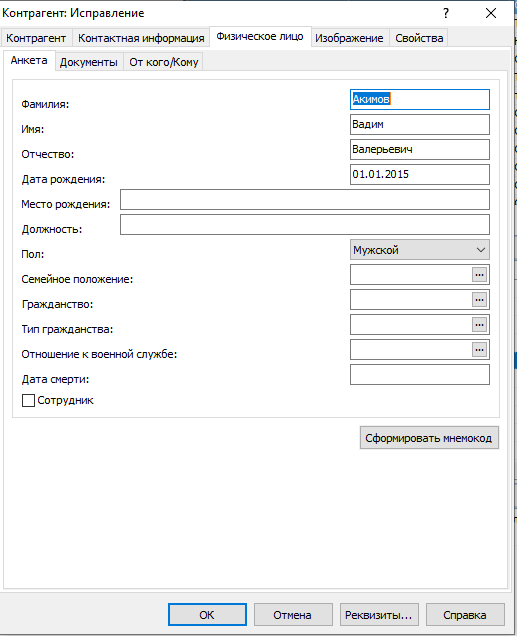 Контрагент: Исправление
?
Контрагент Контактная информация Физическое лицо Изображение Свойства
Анкета Документы От кого/Кому
Фамилия: Акимов
Имя: Вадим
Отчество: Валерьевич
Дата рождения: 01.01.2015
Место рождения:
Должность:
Пол: Мужской
Семейное положение: ...
Гражданство: ...
Тип гражданства: ...
Отношение к военной службе: ...
Дата смерти:
Сотрудник
Сформировать мнемокод
ОК Отмена Реквизиты... Справка